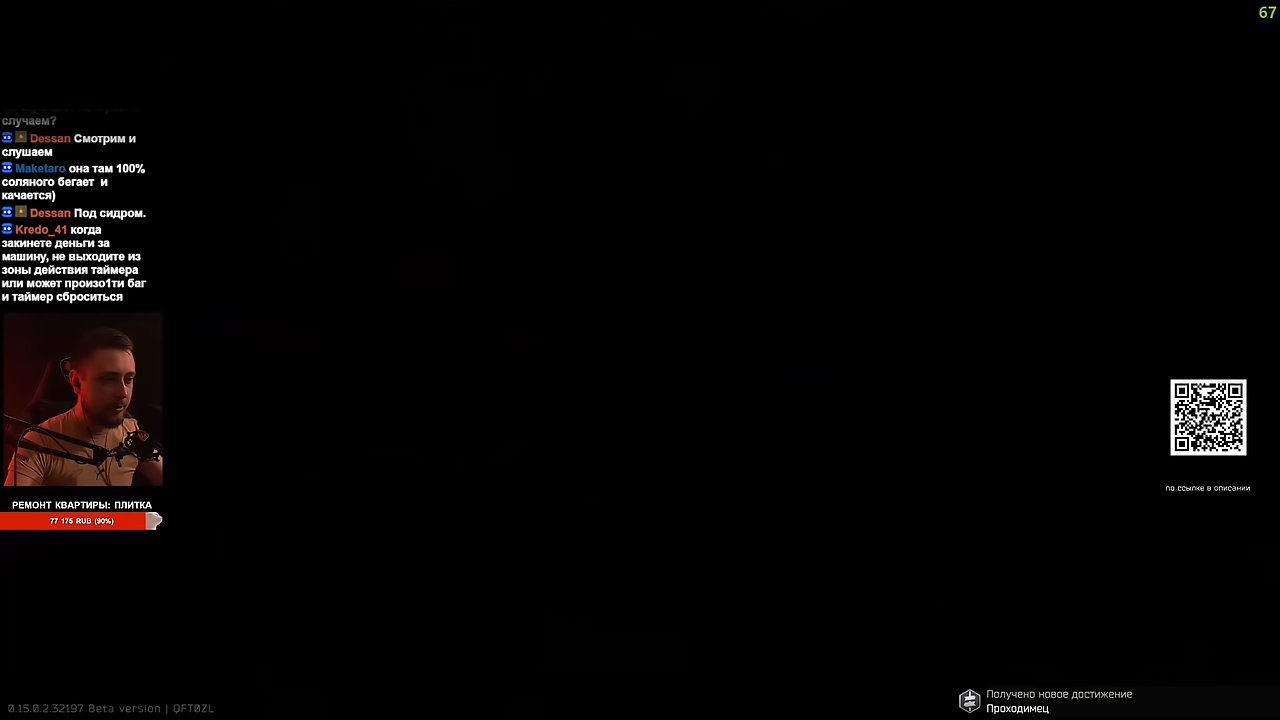 67
случаем?
Dessan Смотрим и
слушаем
Maketaro она там 100%
соляного бегает и
качается)
Dessan Под сидром.
Kredo_41 когда
закинете деньги за
машину, не выходите из
зоны действия таймера
или может произо1ти баг
и таймер сброситься
по ссылке в описании
РЕМОНТ КВАРТИРЫ: ПЛИТКА
77 175 RUB (90%)
Получено новое достижение
Проходимец
0.15.0.2.32197 Beta version | QFT0ZL